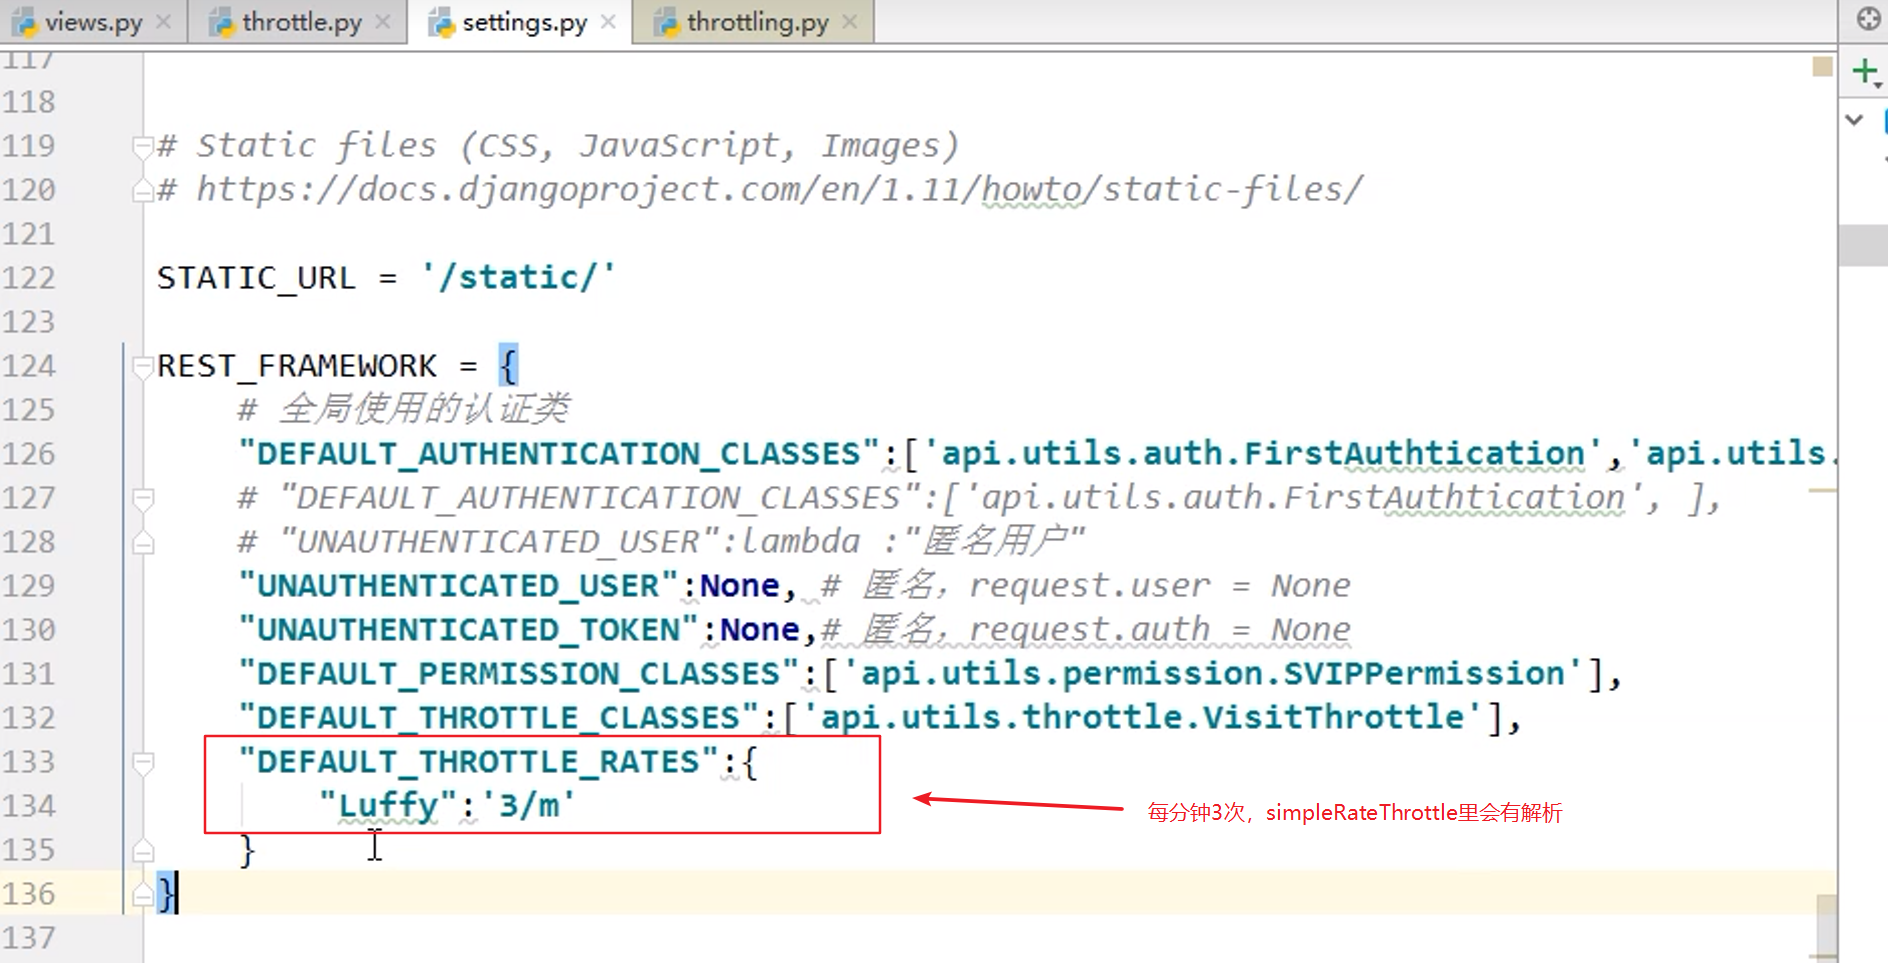 views.py
throttle.py
settings.py
throttling.py
117
118
119 # Static files (CSS, JavaScript, Images)
120 # https://docs.djangoproject.com/en/1.11/howto/static-files/
121
122 STATIC_URL = '/static/'
123
124 REST_FRAMEWORK = {
125 # 全局使用的认证类
126 "DEFAULT_AUTHENTICATION_CLASSES":['api.utils.auth.FirstAuthtication','api.utils.
127 # "DEFAULT_AUTHENTICATION_CLASSES":['api.utils.auth.FirstAuthtication', ],
128 # "UNAUTHENTICATED_USER":lambda :"匿名用户"
129 "UNAUTHENTICATED_USER":None, # 匿名，request.user = None
130 "UNAUTHENTICATED_TOKEN":None,# 匿名，request.auth = None
131 "DEFAULT_PERMISSION_CLASSES":['api.utils.permission.SVIPPermission'],
132 "DEFAULT_THROTTLE_CLASSES":['api.utils.throttle.VisitThrottle'],
133 "DEFAULT_THROTTLE_RATES":{
134 "Luffy":'3/m'
每分钟3次，simpleRateThrottle里会有解析
135 }
136 }
137